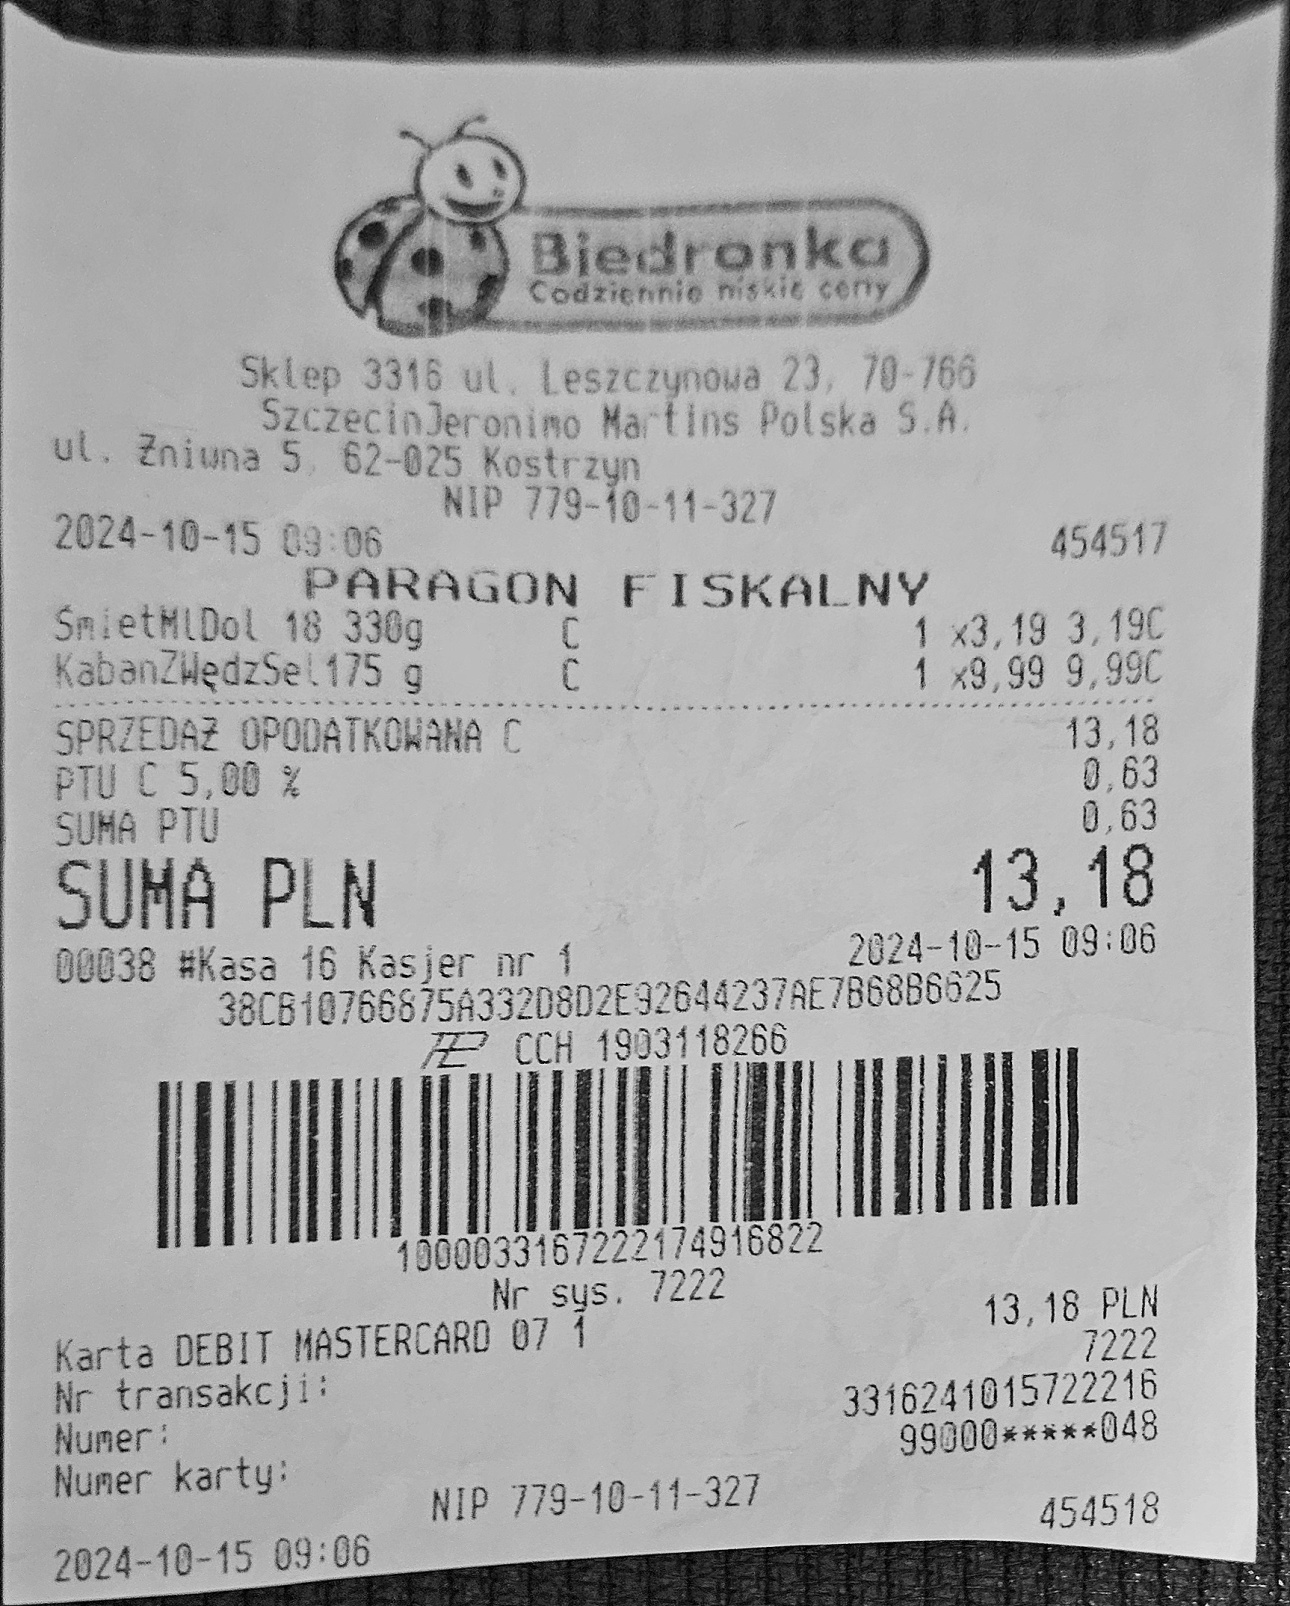 Biedronka
Codziennie niskie ceny
Sklep 3316 ul. Leszczynowa 23, 70-766
SzczecinJeronimo Martins Polska S.A.
ul. Żniwna 5, 62-025 Kostrzyn
NIP 779-10-11-327
2024-10-15 09:06 454517
PARAGON FISKALNY
ŚmietMlDol 18 330g C 1 x3,19 3,19C
KabanZWędzSel175 g C 1 x9,99 9,99C
SPRZEDAŻ OPODATKOWANA C 13,18
PTU C 5,00 % 0,63
SUMA PTU 0,63
SUMA PLN 13,18
00038 #Kasa 16 Kasjer nr 1 2024-10-15 09:06
38CB10766875A332D8D2E92644237AE7B68B6625
CCH 1903118266
1000033167222174916822
Nr sys. 7222
Karta DEBIT MASTERCARD 07 1 13,18 PLN
Nr transakcji: 7222
Numer: 3316241015722216
Numer karty: 99000*****048
NIP 779-10-11-327
2024-10-15 09:06 454518